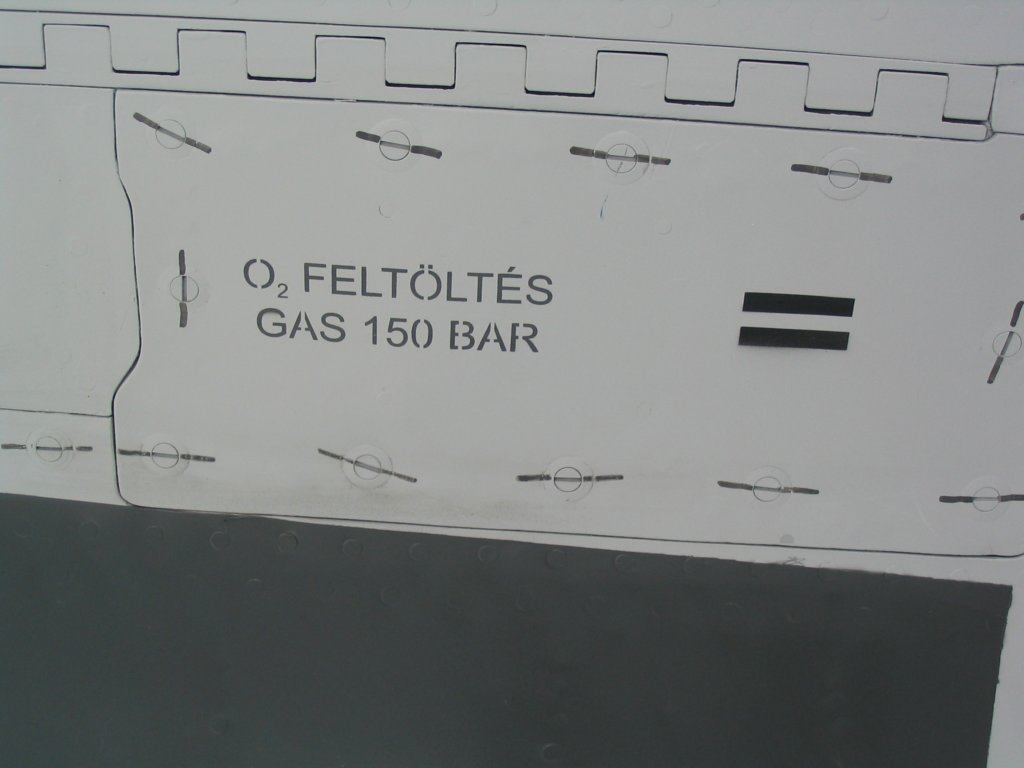 O₂ FELTÖLTÉS
GAS 150 BAR